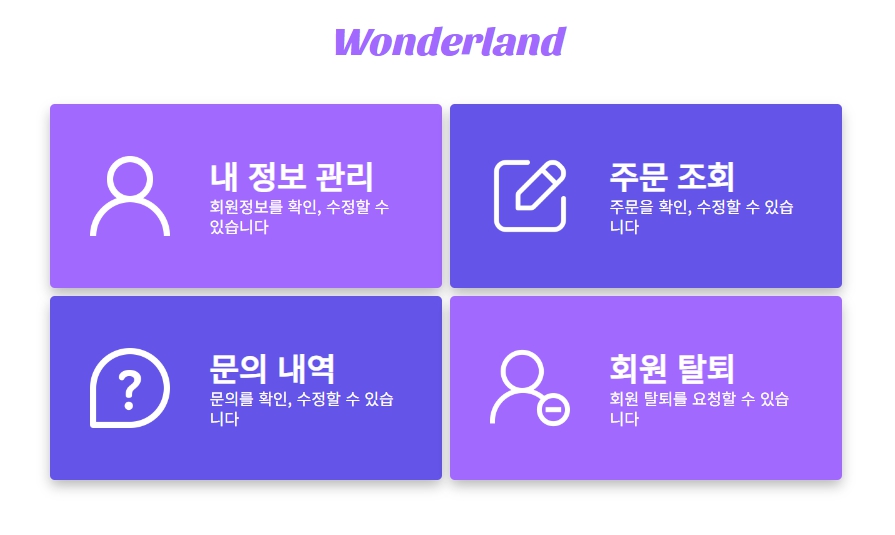 Wonderland
내 정보 관리
회원정보를 확인, 수정할 수
있습니다
주문 조회
주문을 확인, 수정할 수 있습
니다
문의 내역
문의를 확인, 수정할 수 있습
니다
회원 탈퇴
회원 탈퇴를 요청할 수 있습
니다